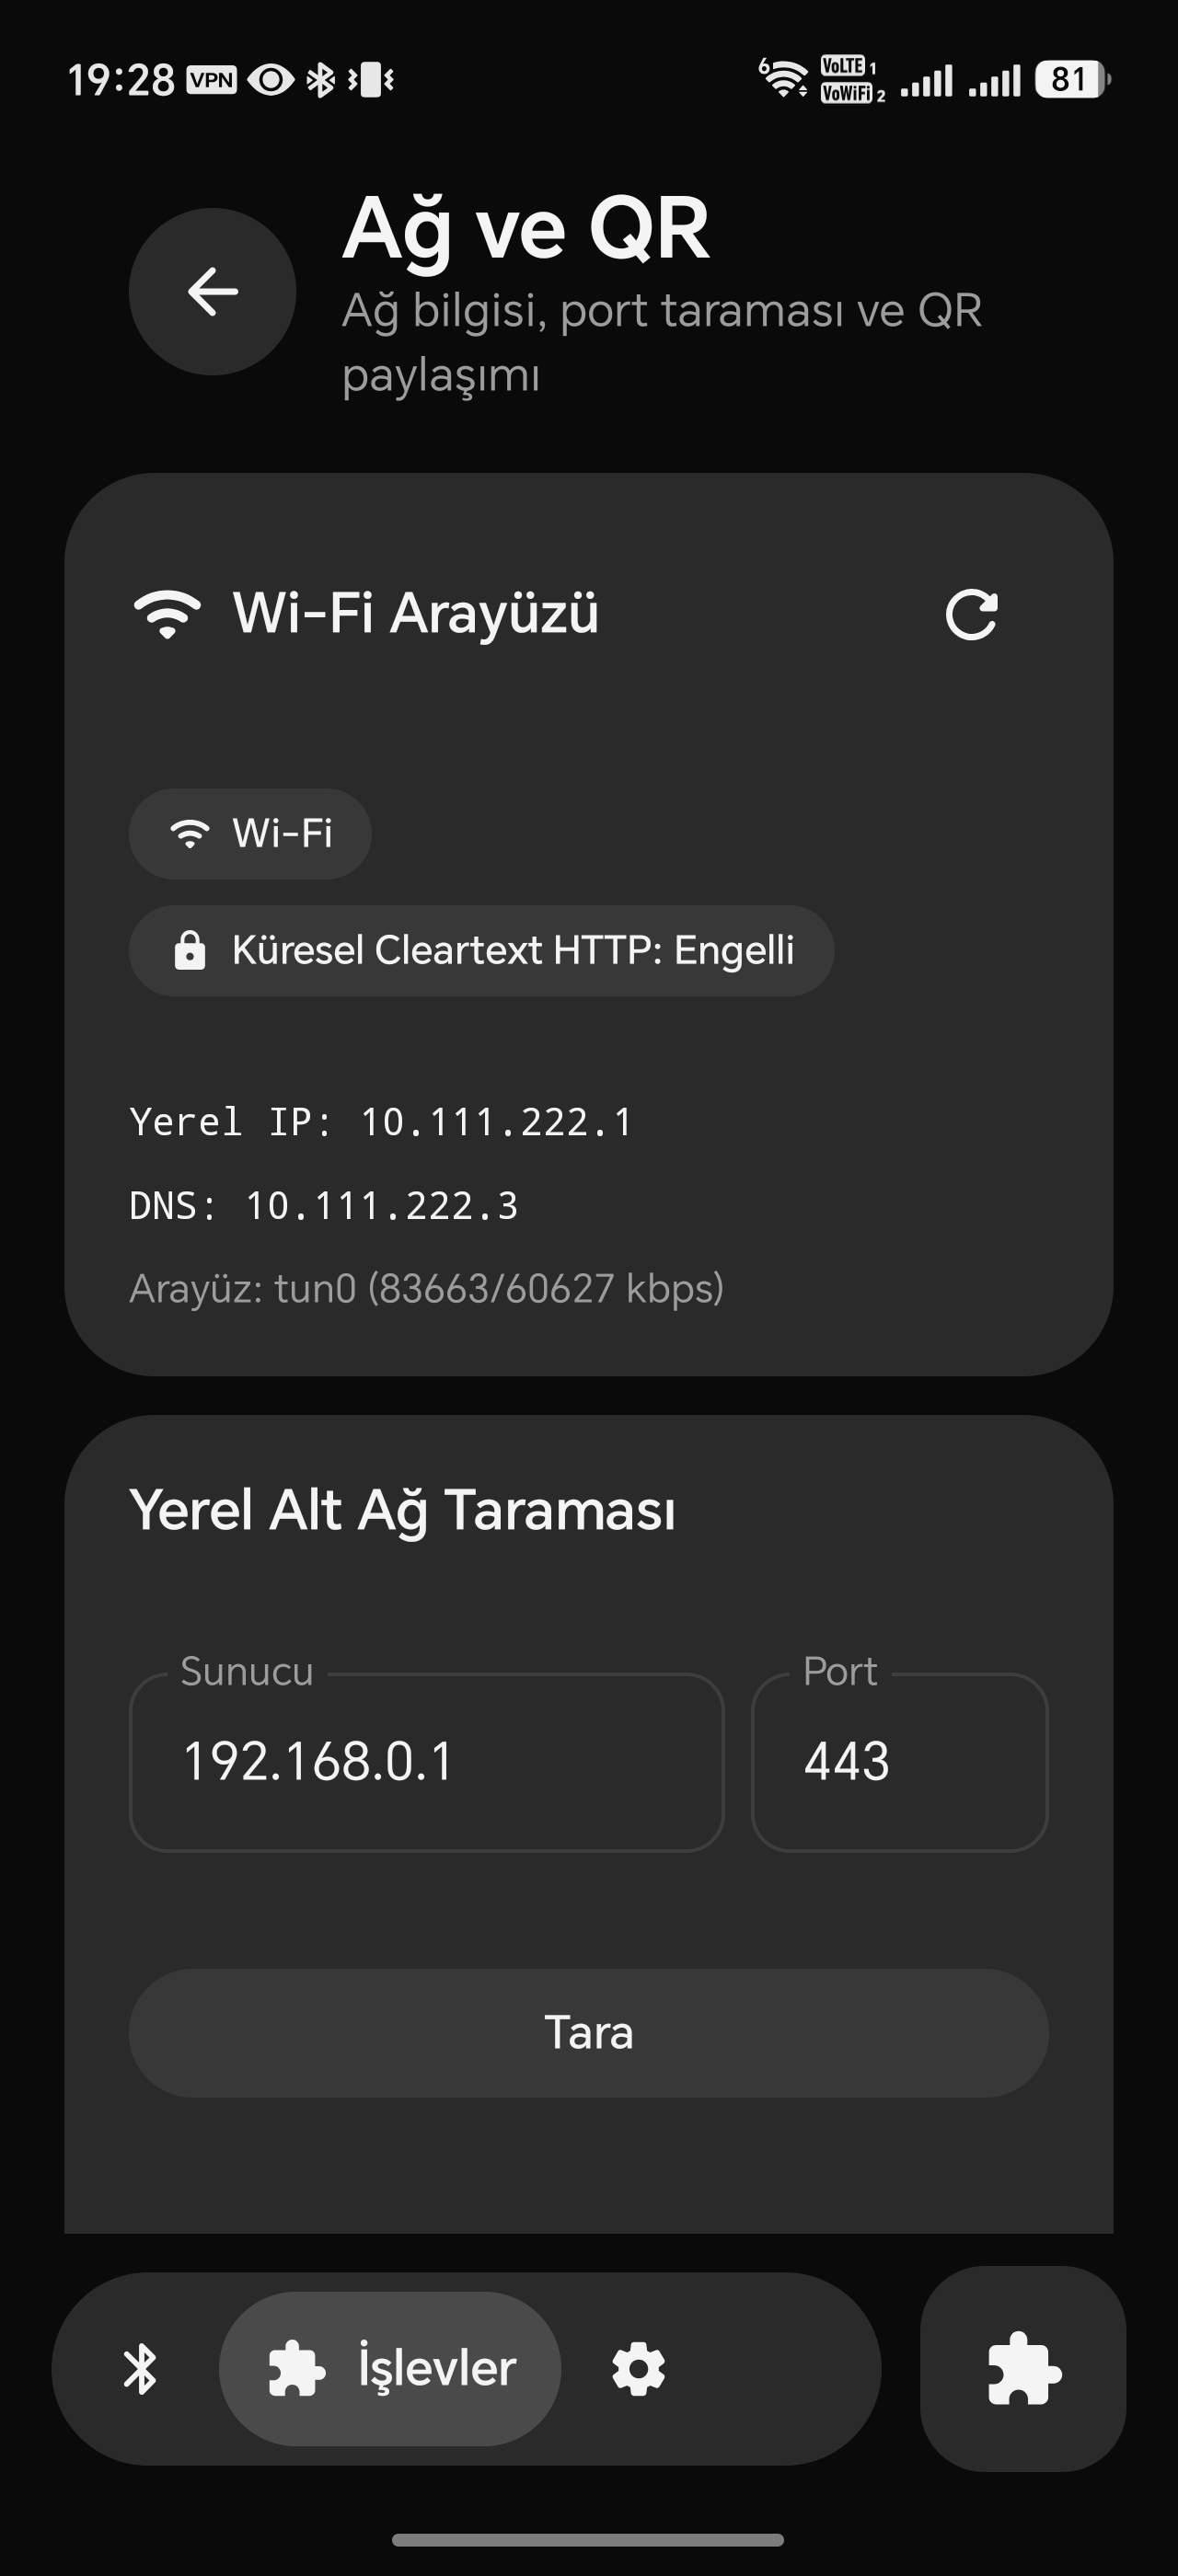 19:28 VPN 6 VoLTE 1 VoWiFi 2 81
Ağ ve QR
Ağ bilgisi, port taraması ve QR
paylaşımı
Wi-Fi Arayüzü
Wi-Fi
Küresel Cleartext HTTP: Engelli
Yerel IP: 10.111.222.1
DNS: 10.111.222.3
Arayüz: tun0 (83663/60627 kbps)
Yerel Alt Ağ Taraması
Sunucu Port
192.168.0.1 443
Tara
İşlevler